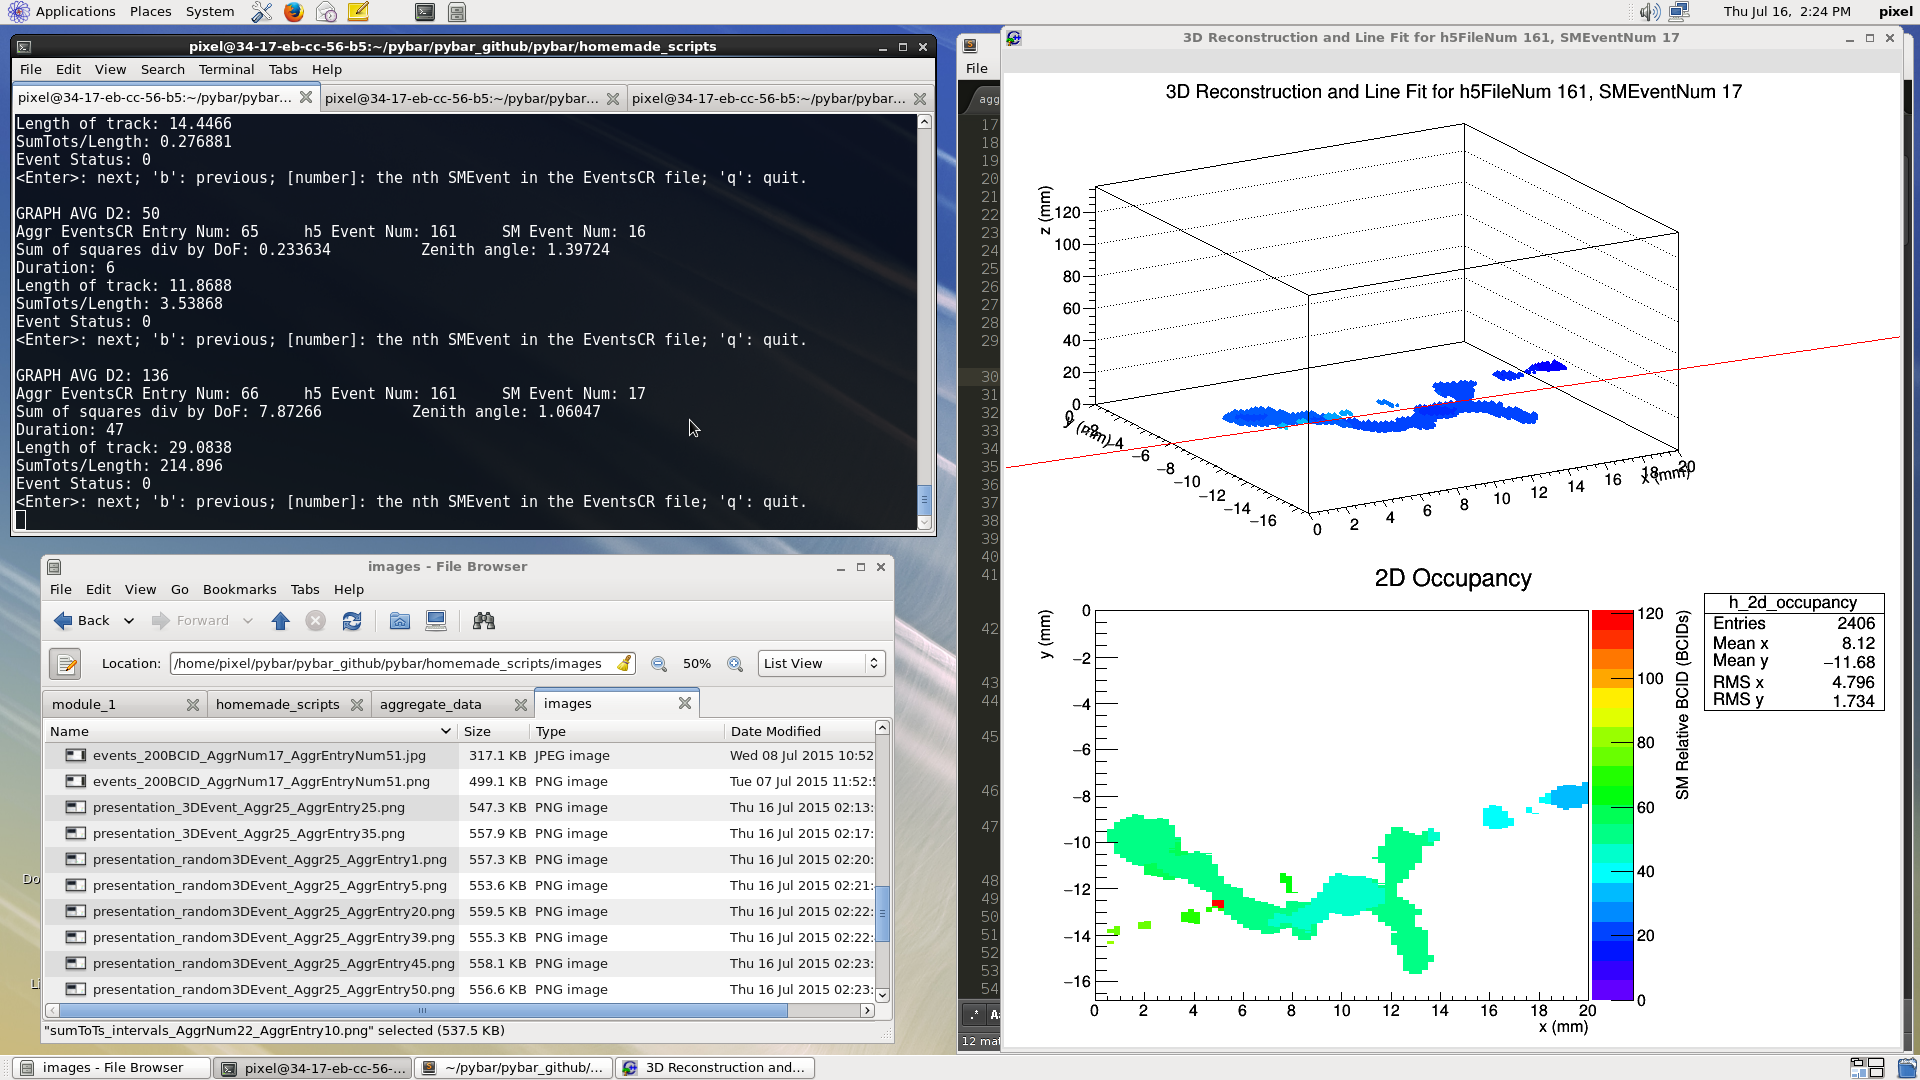 Applications Places System
Thu Jul 16, 2:24 PM pixel
pixel@34-17-eb-cc-56-b5:~/pybar/pybar_github/pybar/homemade_scripts
File Edit View Search Terminal Tabs Help
pixel@34-17-eb-cc-56-b5:~/pybar/pybar... pixel@34-17-eb-cc-56-b5:~/pybar/pybar... pixel@34-17-eb-cc-56-b5:~/pybar/pybar...
Length of track: 14.4466
SumTots/Length: 0.276881
Event Status: 0
<Enter>: next; 'b': previous; [number]: the nth SMEvent in the EventsCR file; 'q': quit.
GRAPH AVG D2: 50
Aggr EventsCR Entry Num: 65 h5 Event Num: 161 SM Event Num: 16
Sum of squares div by DoF: 0.233634 Zenith angle: 1.39724
Duration: 6
Length of track: 11.8688
SumTots/Length: 3.53868
Event Status: 0
<Enter>: next; 'b': previous; [number]: the nth SMEvent in the EventsCR file; 'q': quit.
GRAPH AVG D2: 136
Aggr EventsCR Entry Num: 66 h5 Event Num: 161 SM Event Num: 17
Sum of squares div by DoF: 7.87266 Zenith angle: 1.06047
Duration: 47
Length of track: 29.0838
SumTots/Length: 214.896
Event Status: 0
<Enter>: next; 'b': previous; [number]: the nth SMEvent in the EventsCR file; 'q': quit.
images - File Browser
File Edit View Go Bookmarks Tabs Help
Back Forward
Location: /home/pixel/pybar/pybar_github/pybar/homemade_scripts/images 50% List View
module_1 homemade_scripts aggregate_data images
Name Size Type Date Modified
events_200BCID_AggrNum17_AggrEntryNum51.jpg 317.1 KB JPEG image Wed 08 Jul 2015 10:52
events_200BCID_AggrNum17_AggrEntryNum51.png 499.1 KB PNG image Tue 07 Jul 2015 11:52:
presentation_3DEvent_Aggr25_AggrEntry25.png 547.3 KB PNG image Thu 16 Jul 2015 02:13:
presentation_3DEvent_Aggr25_AggrEntry35.png 557.9 KB PNG image Thu 16 Jul 2015 02:17:
presentation_random3DEvent_Aggr25_AggrEntry1.png 557.3 KB PNG image Thu 16 Jul 2015 02:20:
presentation_random3DEvent_Aggr25_AggrEntry5.png 553.6 KB PNG image Thu 16 Jul 2015 02:21:
presentation_random3DEvent_Aggr25_AggrEntry20.png 559.5 KB PNG image Thu 16 Jul 2015 02:22:
presentation_random3DEvent_Aggr25_AggrEntry39.png 555.3 KB PNG image Thu 16 Jul 2015 02:22:
presentation_random3DEvent_Aggr25_AggrEntry45.png 558.1 KB PNG image Thu 16 Jul 2015 02:23:
presentation_random3DEvent_Aggr25_AggrEntry50.png 556.6 KB PNG image Thu 16 Jul 2015 02:23:
"sumToTs_intervals_AggrNum22_AggrEntry10.png" selected (537.5 KB)
File
agg
17
18
19
20
21
22
23
24
25
26
27
28
29
30
31
32
33
34
35
36
37
38
39
40
41
42
43
44
45
46
47
48
49
50
51
52
53
54
.* A
12 mat
3D Reconstruction and Line Fit for h5FileNum 161, SMEventNum 17
3D Reconstruction and Line Fit for h5FileNum 161, SMEventNum 17
z (mm)
120
100
80
60
40
20
0
y (mm)
0 −2 −4 −6 −8 −10 −12 −14 −16
0 2 4 6 8 10 12 14 16 18 20
x (mm)
2D Occupancy
y (mm)
0
−2
−4
−6
−8
−10
−12
−14
−16
0 2 4 6 8 10 12 14 16 18 20
x (mm)
120
100
80
60
40
20
0
SM Relative BCID (BCIDs)
h_2d_occupancy
Entries 2406
Mean x 8.12
Mean y −11.68
RMS x 4.796
RMS y 1.734
images - File Browser pixel@34-17-eb-cc-56-... ~/pybar/pybar_github/... 3D Reconstruction and...